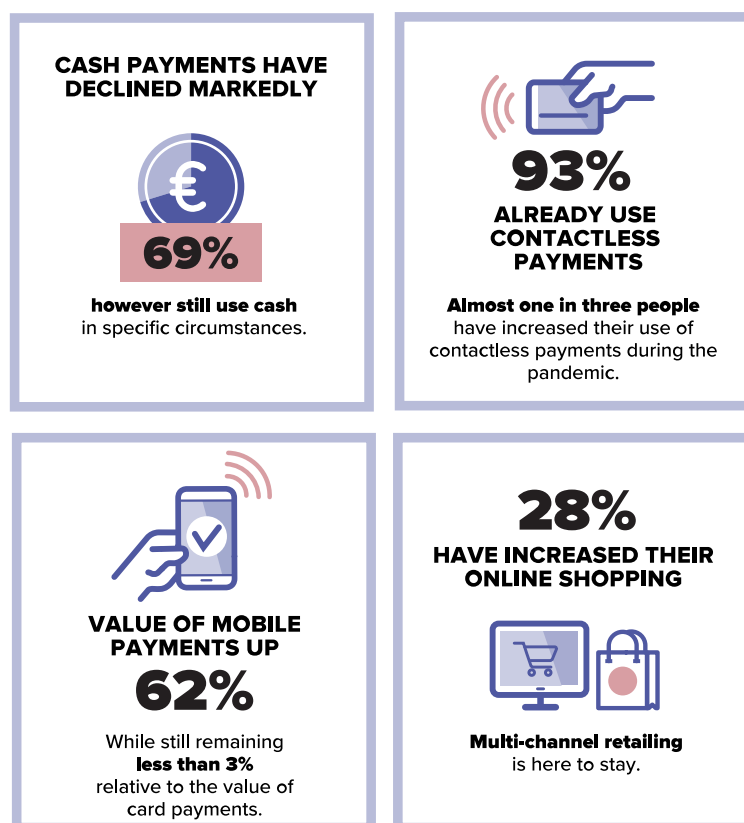 CASH PAYMENTS HAVE
DECLINED MARKEDLY
€
69%
however still use cash
in specific circumstances.
93%
ALREADY USE
CONTACTLESS
PAYMENTS
Almost one in three people
have increased their use of
contactless payments during the
pandemic.
VALUE OF MOBILE
PAYMENTS UP
62%
While still remaining
less than 3%
relative to the value of
card payments.
28%
HAVE INCREASED THEIR
ONLINE SHOPPING
Multi-channel retailing
is here to stay.